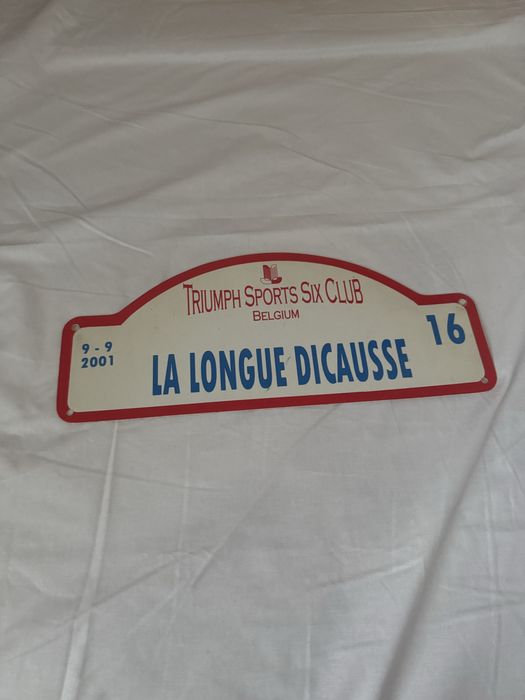 TRIUMPH SPORTS SIX CLUB
BELGIUM
9 - 9
2001
LA LONGUE DICAUSSE
16